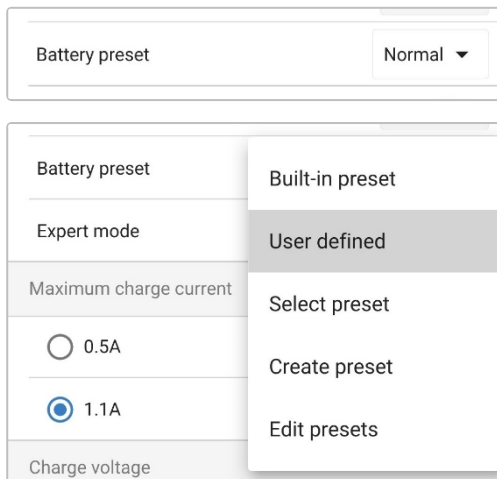 Battery preset Normal
Battery preset
Built-in preset
Expert mode
User defined
Maximum charge current
Select preset
0.5A
Create preset
1.1A
Edit presets
Charge voltage